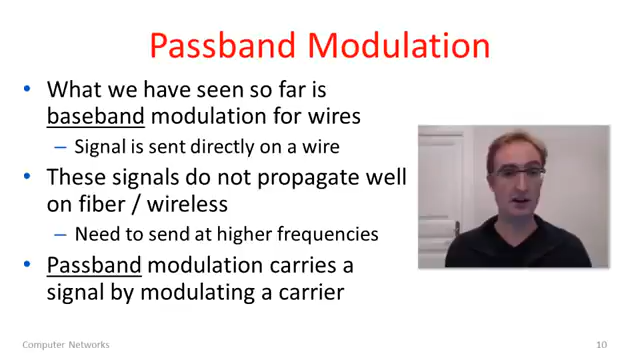 Passband Modulation
• What we have seen so far is
baseband modulation for wires
– Signal is sent directly on a wire
• These signals do not propagate well
on fiber / wireless
– Need to send at higher frequencies
• Passband modulation carries a
signal by modulating a carrier
Computer Networks
10